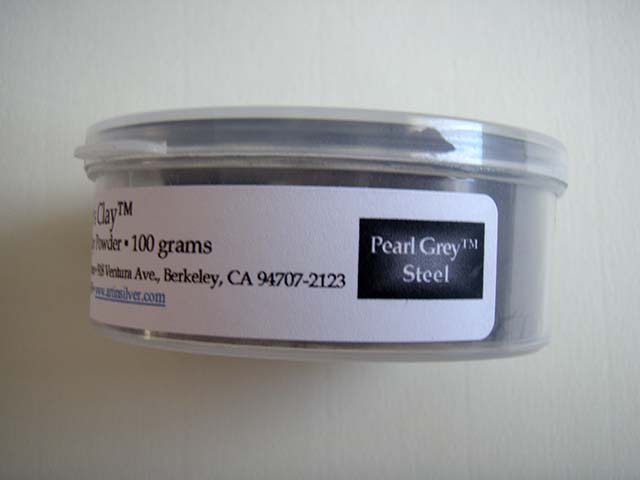 Clay™
Powder • 100 grams
Ventura Ave., Berkeley, CA 94707-2123
www.artinsilver.com
Pearl Grey™
Steel